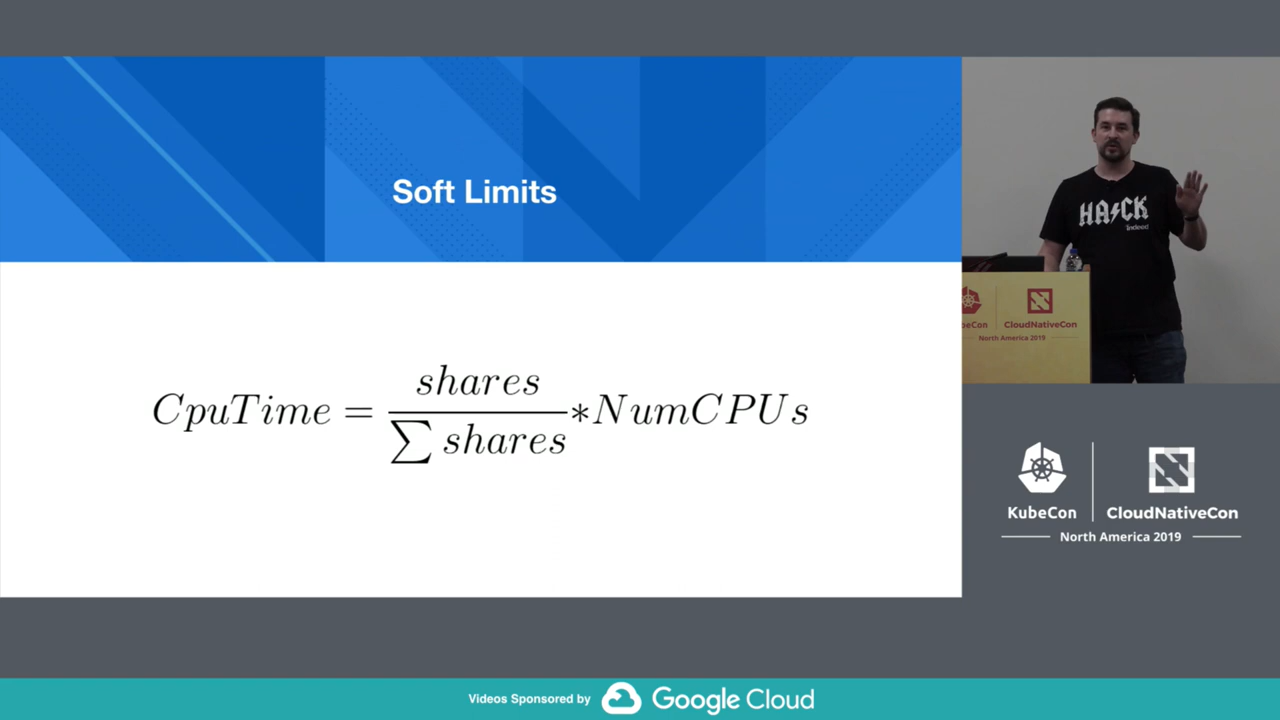 Soft Limits
CpuTime = shares / ∑ shares * NumCPUs
HACK
Indeed
beCon
CloudNativeCon
North America 2019
KubeCon
CloudNativeCon
North America 2019
Videos Sponsored by Google Cloud